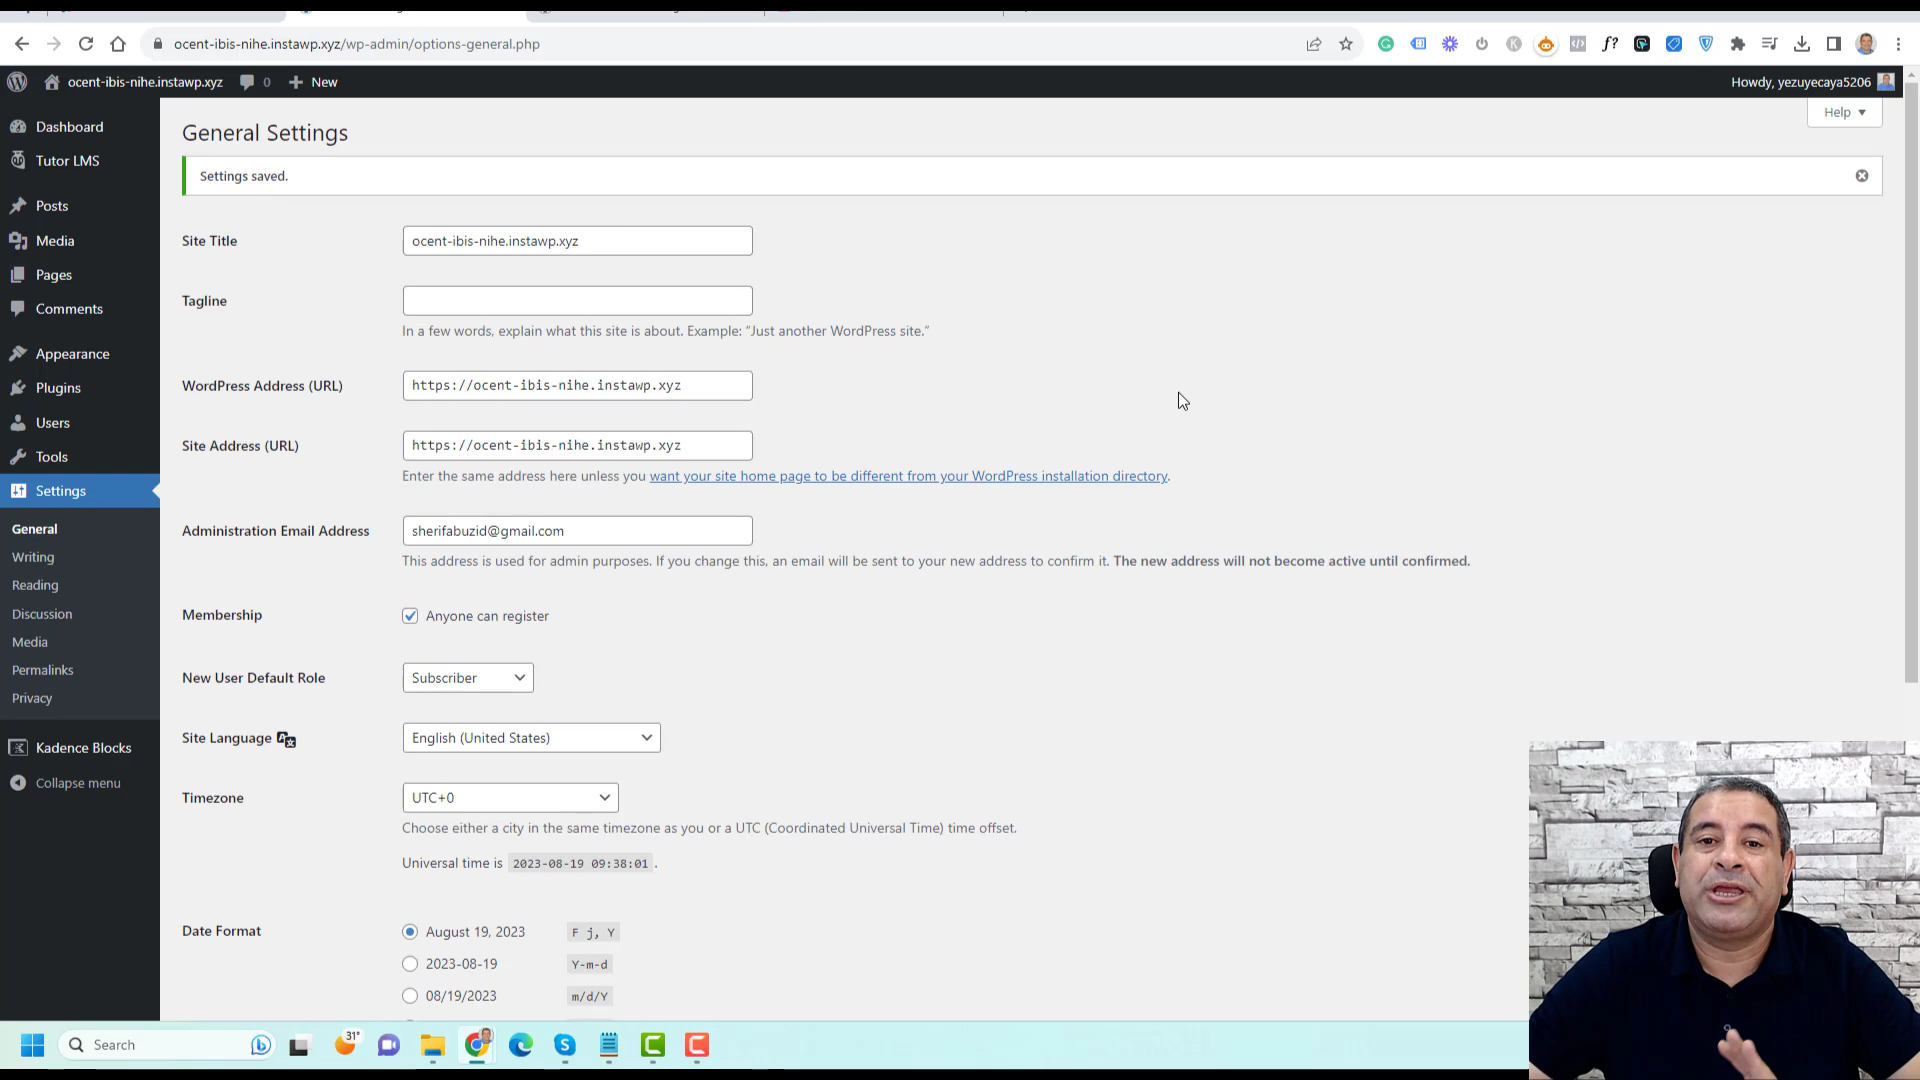 ocent-ibis-nihe.instawp.xyz/wp-admin/options-general.php
ocent-ibis-nihe.instawp.xyz 0 New
Howdy, yezuyecaya5206
Help
Dashboard
Tutor LMS
Posts
Media
Pages
Comments
Appearance
Plugins
Users
Tools
Settings
General
Writing
Reading
Discussion
Media
Permalinks
Privacy
Kadence Blocks
Collapse menu
General Settings
Settings saved.
Site Title ocent-ibis-nihe.instawp.xyz
Tagline
In a few words, explain what this site is about. Example: “Just another WordPress site.”
WordPress Address (URL) https://ocent-ibis-nihe.instawp.xyz
Site Address (URL) https://ocent-ibis-nihe.instawp.xyz
Enter the same address here unless you want your site home page to be different from your WordPress installation directory.
Administration Email Address sherifabuzid@gmail.com
This address is used for admin purposes. If you change this, an email will be sent to your new address to confirm it. The new address will not become active until confirmed.
Membership Anyone can register
New User Default Role Subscriber
Site Language English (United States)
Timezone UTC+0
Choose either a city in the same timezone as you or a UTC (Coordinated Universal Time) time offset.
Universal time is 2023-08-19 09:38:01 .
Date Format August 19, 2023 F j, Y
2023-08-19 Y-m-d
08/19/2023 m/d/Y
Search
31°